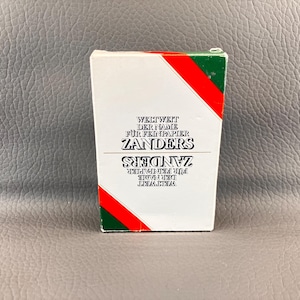 WELTWEIT
DER NAME
FÜR FEINPAPIER
ZANDERS
ZANDERS
FÜR FEINPAPIER
DER NAME
WELTWEIT